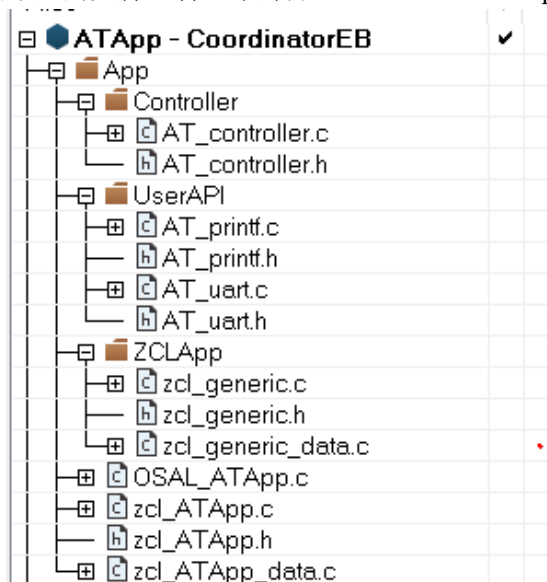 ATApp - CoordinatorEB
App
Controller
AT_controller.c
AT_controller.h
UserAPI
AT_printf.c
AT_printf.h
AT_uart.c
AT_uart.h
ZCLApp
zcl_generic.c
zcl_generic.h
zcl_generic_data.c
OSAL_ATApp.c
zcl_ATApp.c
zcl_ATApp.h
zcl_ATApp_data.c